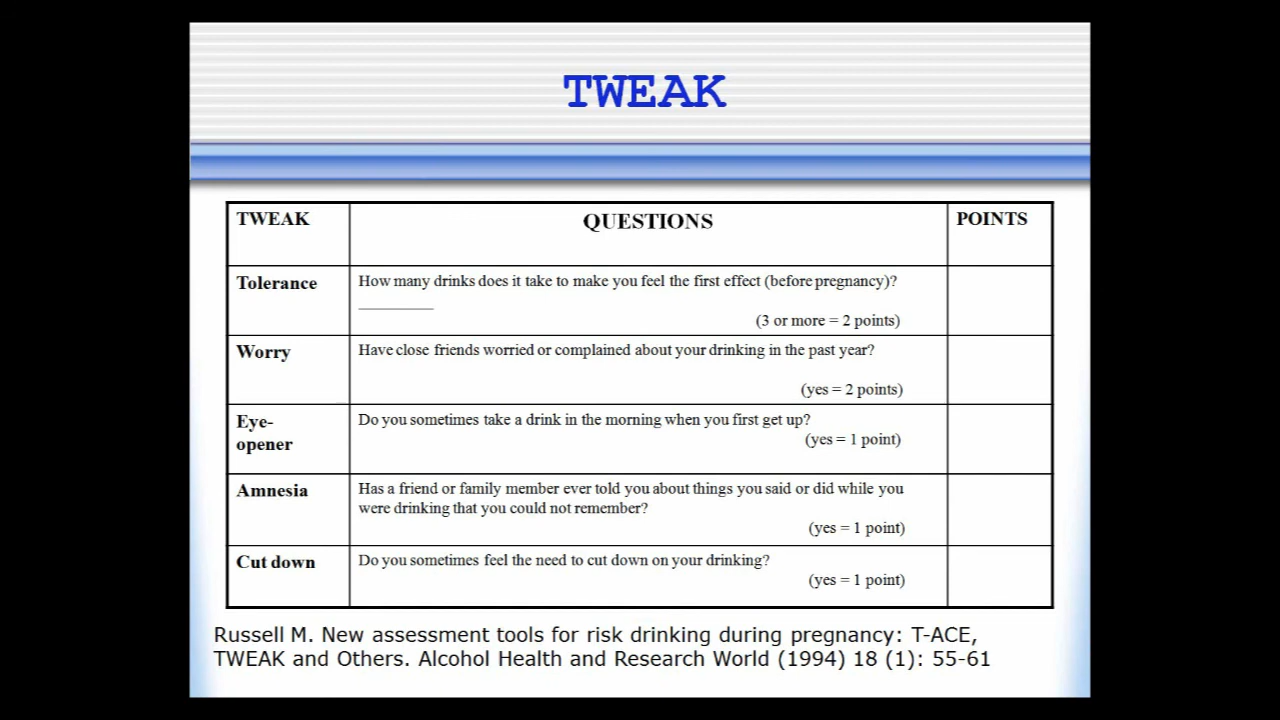 TWEAK
TWEAK QUESTIONS POINTS
Tolerance
How many drinks does it take to make you feel the first effect (before pregnancy)?
(3 or more = 2 points)
Worry
Have close friends worried or complained about your drinking in the past year?
(yes = 2 points)
Eye-
opener
Do you sometimes take a drink in the morning when you first get up?
(yes = 1 point)
Amnesia
Has a friend or family member ever told you about things you said or did while you
were drinking that you could not remember?
(yes = 1 point)
Cut down
Do you sometimes feel the need to cut down on your drinking?
(yes = 1 point)
Russell M. New assessment tools for risk drinking during pregnancy: T-ACE,
TWEAK and Others. Alcohol Health and Research World (1994) 18 (1): 55-61